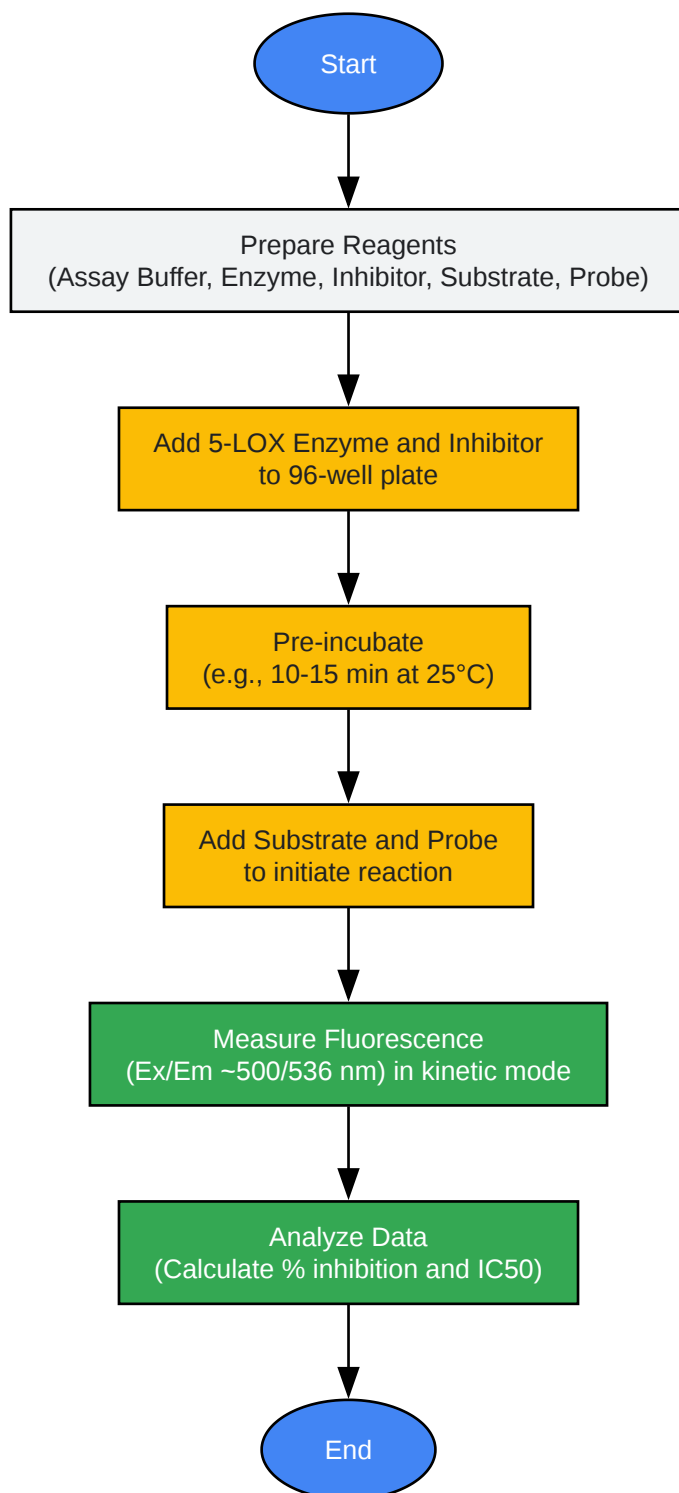 Start
Prepare Reagents
(Assay Buffer, Enzyme, Inhibitor, Substrate, Probe)
Add 5-LOX Enzyme and Inhibitor
to 96-well plate
Pre-incubate
(e.g., 10-15 min at 25°C)
Add Substrate and Probe
to initiate reaction
Measure Fluorescence
(Ex/Em ~500/536 nm) in kinetic mode
Analyze Data
(Calculate % inhibition and IC50)
End